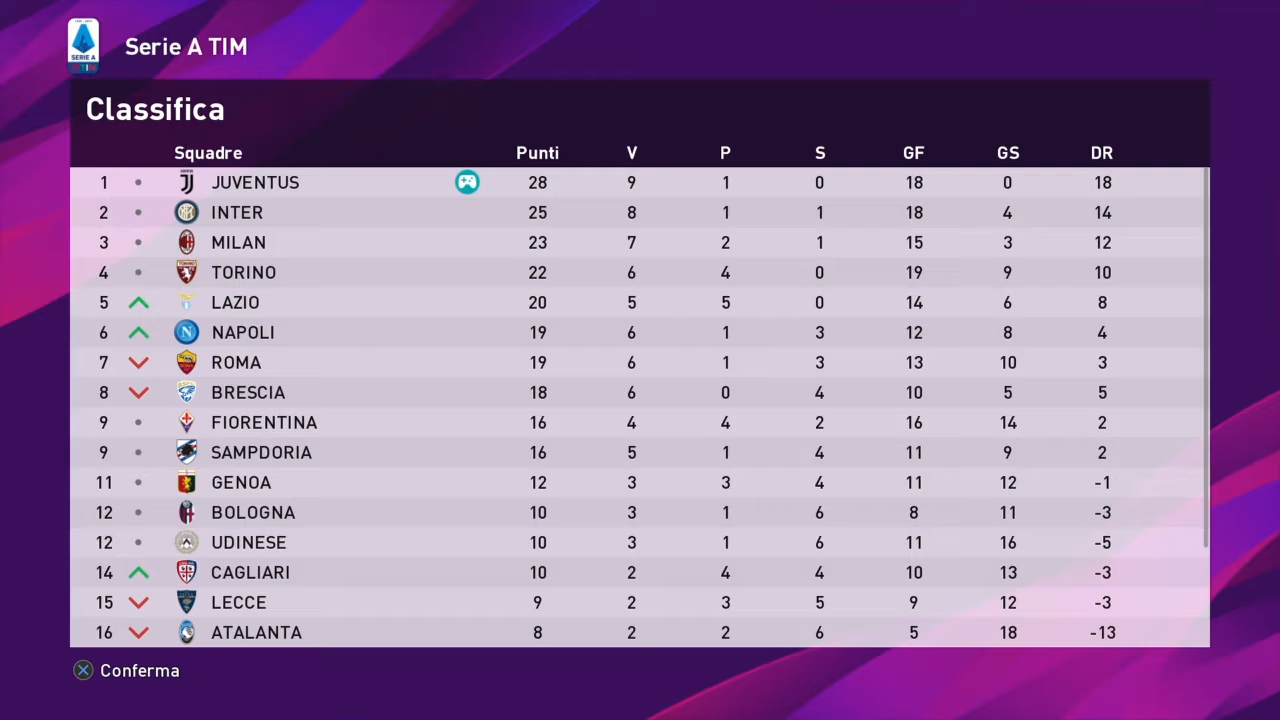 Serie A TIM
Classifica
Squadre Punti V P S GF GS DR
1 JUVENTUS 28 9 1 0 18 0 18
2 INTER 25 8 1 1 18 4 14
3 MILAN 23 7 2 1 15 3 12
4 TORINO 22 6 4 0 19 9 10
5 LAZIO 20 5 5 0 14 6 8
6 NAPOLI 19 6 1 3 12 8 4
7 ROMA 19 6 1 3 13 10 3
8 BRESCIA 18 6 0 4 10 5 5
9 FIORENTINA 16 4 4 2 16 14 2
9 SAMPDORIA 16 5 1 4 11 9 2
11 GENOA 12 3 3 4 11 12 -1
12 BOLOGNA 10 3 1 6 8 11 -3
12 UDINESE 10 3 1 6 11 16 -5
14 CAGLIARI 10 2 4 4 10 13 -3
15 LECCE 9 2 3 5 9 12 -3
16 ATALANTA 8 2 2 6 5 18 -13
Conferma